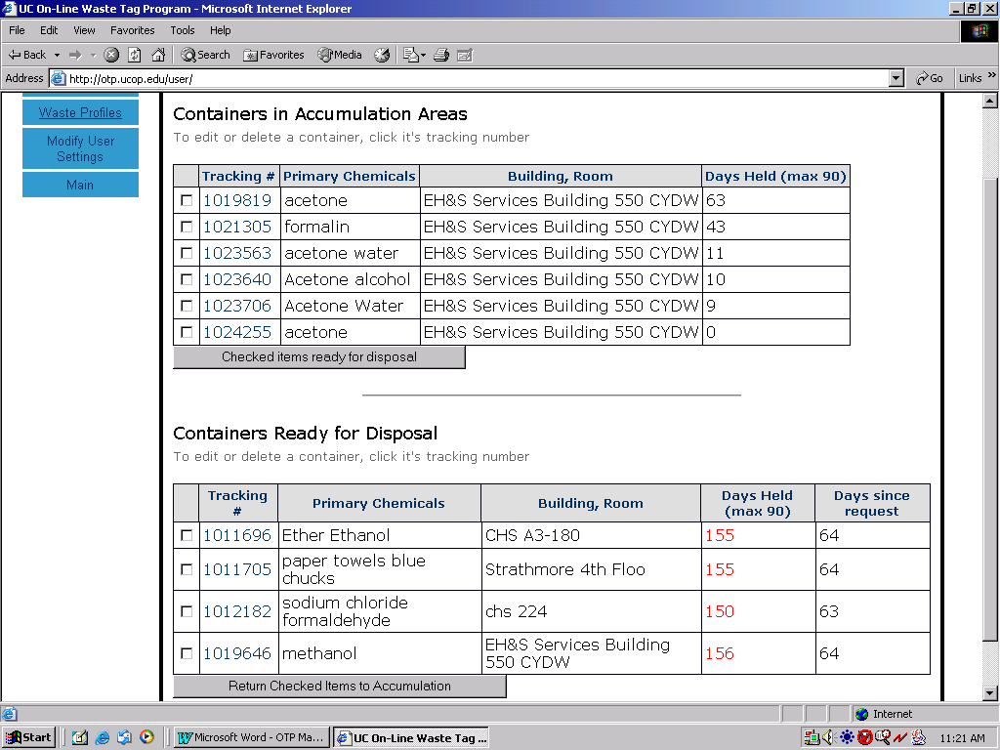 UC On-Line Waste Tag Program - Microsoft Internet Explorer
File Edit View Favorites Tools Help
Back Search Favorites Media
Address http://otp.ucop.edu/user/ Go Links »
Waste Profiles
Modify User
Settings
Main
Containers in Accumulation Areas
To edit or delete a container, click it's tracking number
Tracking # Primary Chemicals Building, Room Days Held (max 90)
1019819 acetone EH&S Services Building 550 CYDW 63
1021305 formalin EH&S Services Building 550 CYDW 43
1023563 acetone water EH&S Services Building 550 CYDW 11
1023640 Acetone alcohol EH&S Services Building 550 CYDW 10
1023706 Acetone Water EH&S Services Building 550 CYDW 9
1024255 acetone EH&S Services Building 550 CYDW 0
Checked items ready for disposal
Containers Ready for Disposal
To edit or delete a container, click it's tracking number
Tracking # Primary Chemicals Building, Room Days Held (max 90) Days since request
1011696 Ether Ethanol CHS A3-180 155 64
1011705 paper towels blue chucks Strathmore 4th Floo 155 64
1012182 sodium chloride formaldehyde chs 224 150 63
1019646 methanol EH&S Services Building 550 CYDW 156 64
Return Checked Items to Accumulation
Internet
Start Microsoft Word - OTP Ma... UC On-Line Waste Tag ... 11:21 AM